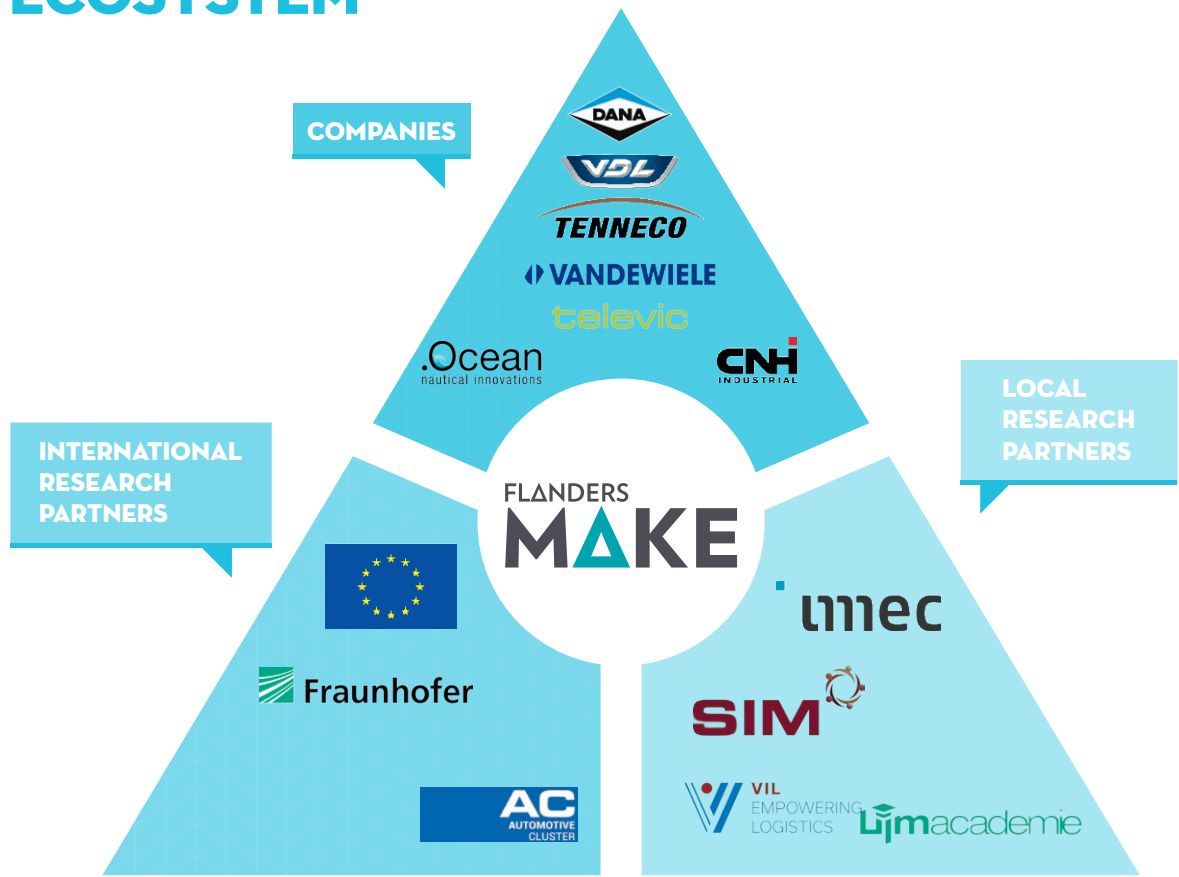 ECOSYSTEM
COMPANIES
DANA
VDL
TENNECO
VANDEWIELE
televic
.Ocean
nautical innovations
CNH
INDUSTRIAL
INTERNATIONAL
RESEARCH
PARTNERS
LOCAL
RESEARCH
PARTNERS
FLANDERS
MAKE
Fraunhofer
AC
AUTOMOTIVE
CLUSTER
imec
SIM
VIL
EMPOWERING
LOGISTICS
Lijmacademie